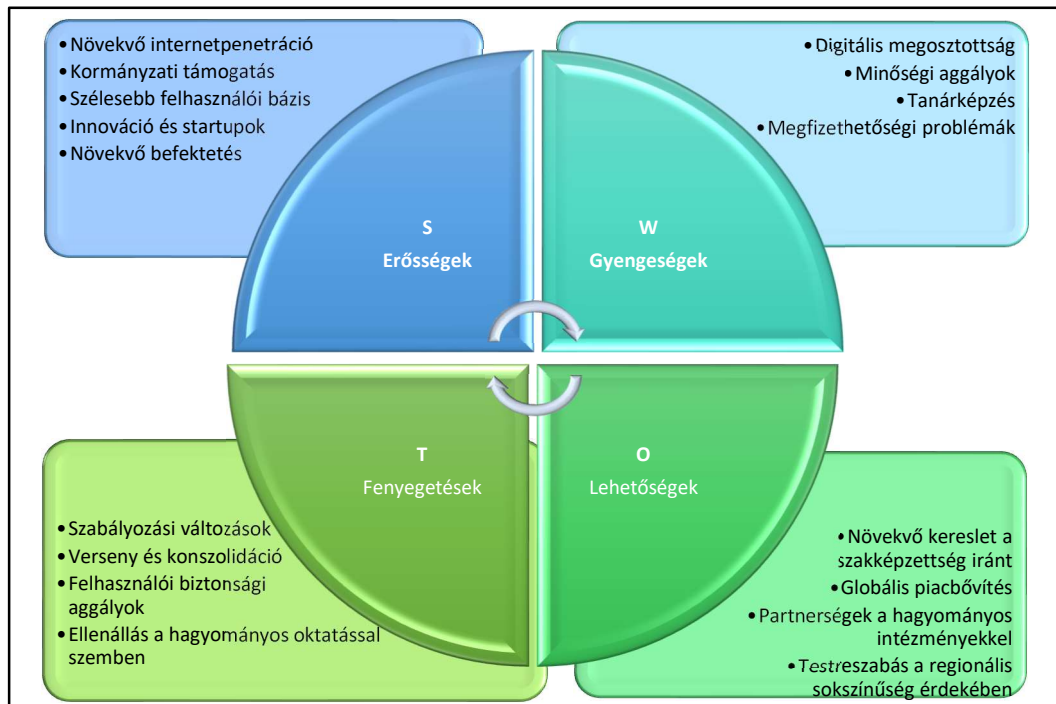 •Növekvő internetpenetráció
•Kormányzati támogatás
•Szélesebb felhasználói bázis
•Innováció és startupok
•Növekvő befektetés
•Digitális megosztottság
•Minőségi aggályok
•Tanárképzés
•Megfizethetőségi problémák
S
Erősségek
W
Gyengeségek
T
Fenyegetések
O
Lehetőségek
•Szabályozási változások
•Verseny és konszolidáció
•Felhasználói biztonsági
aggályok
•Ellenállás a hagyományos oktatással
szemben
•Növekvő kereslet a
szakképzettség iránt
•Globális piacbővítés
•Partnerségek a hagyományos
intézményekkel
•Testreszabás a regionális
sokszínűség érdekében